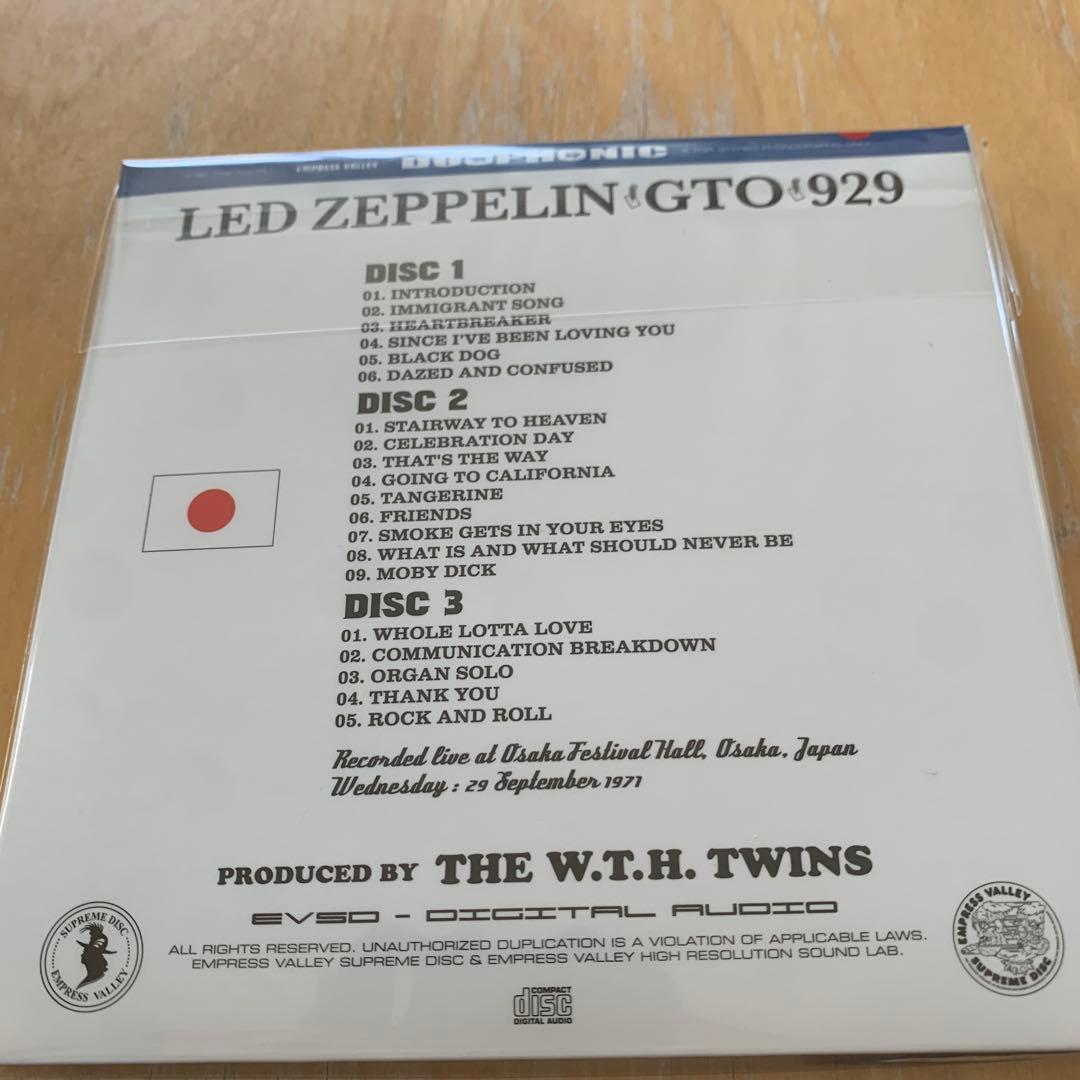 EMPRESS VALLEY DUOPHONIC
LED ZEPPELIN GTO 929
DISC 1
01. INTRODUCTION
02. IMMIGRANT SONG
03. HEARTBREAKER
04. SINCE I'VE BEEN LOVING YOU
05. BLACK DOG
06. DAZED AND CONFUSED
DISC 2
01. STAIRWAY TO HEAVEN
02. CELEBRATION DAY
03. THAT'S THE WAY
04. GOING TO CALIFORNIA
05. TANGERINE
06. FRIENDS
07. SMOKE GETS IN YOUR EYES
08. WHAT IS AND WHAT SHOULD NEVER BE
09. MOBY DICK
DISC 3
01. WHOLE LOTTA LOVE
02. COMMUNICATION BREAKDOWN
03. ORGAN SOLO
04. THANK YOU
05. ROCK AND ROLL
Recorded live at Osaka Festival Hall, Osaka, Japan
Wednesday : 29 September 1971
PRODUCED BY THE W.T.H. TWINS
EVSD - DIGITAL AUDIO
ALL RIGHTS RESERVED. UNAUTHORIZED DUPLICATION IS A VIOLATION OF APPLICABLE LAWS.
EMPRESS VALLEY SUPREME DISC & EMPRESS VALLEY HIGH RESOLUTION SOUND LAB.
SUPREME DISC
EMPRESS VALLEY
EMPRESS VALLEY
SUPREME DISC
COMPACT
disc
DIGITAL AUDIO